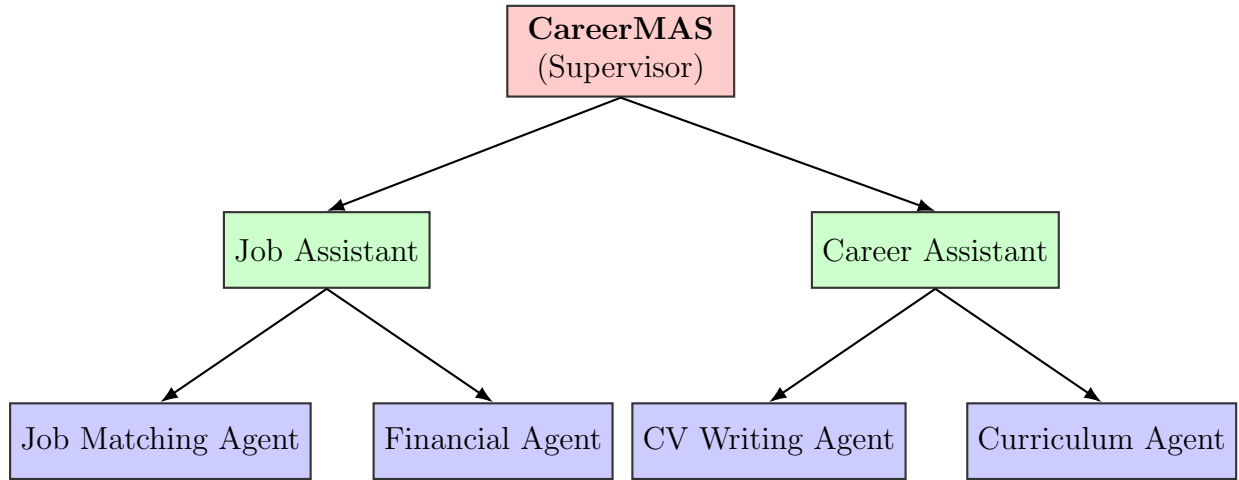 CareerMAS
(Supervisor)
Job Assistant
Career Assistant
Job Matching Agent
Financial Agent
CV Writing Agent
Curriculum Agent